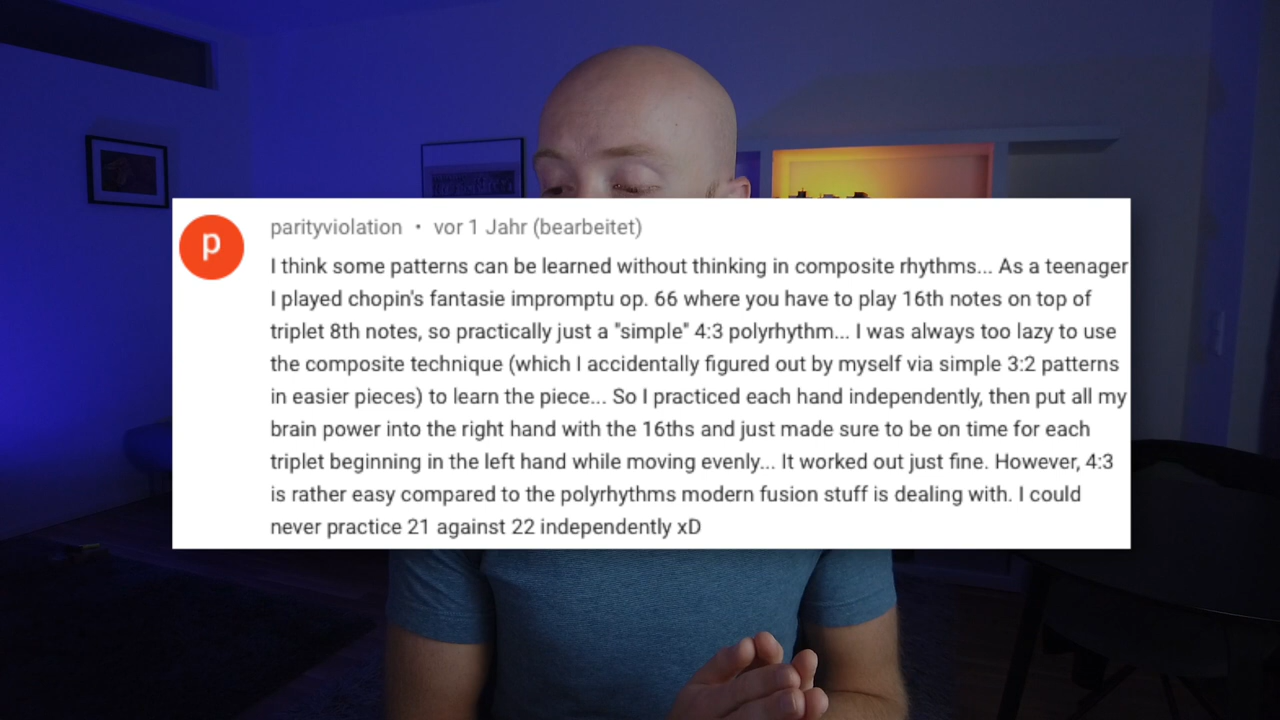 p
parityviolation • vor 1 Jahr (bearbeitet)
I think some patterns can be learned without thinking in composite rhythms... As a teenager
I played chopin's fantasie impromptu op. 66 where you have to play 16th notes on top of
triplet 8th notes, so practically just a "simple" 4:3 polyrhythm... I was always too lazy to use
the composite technique (which I accidentally figured out by myself via simple 3:2 patterns
in easier pieces) to learn the piece... So I practiced each hand independently, then put all my
brain power into the right hand with the 16ths and just made sure to be on time for each
triplet beginning in the left hand while moving evenly... It worked out just fine. However, 4:3
is rather easy compared to the polyrhythms modern fusion stuff is dealing with. I could
never practice 21 against 22 independently xD